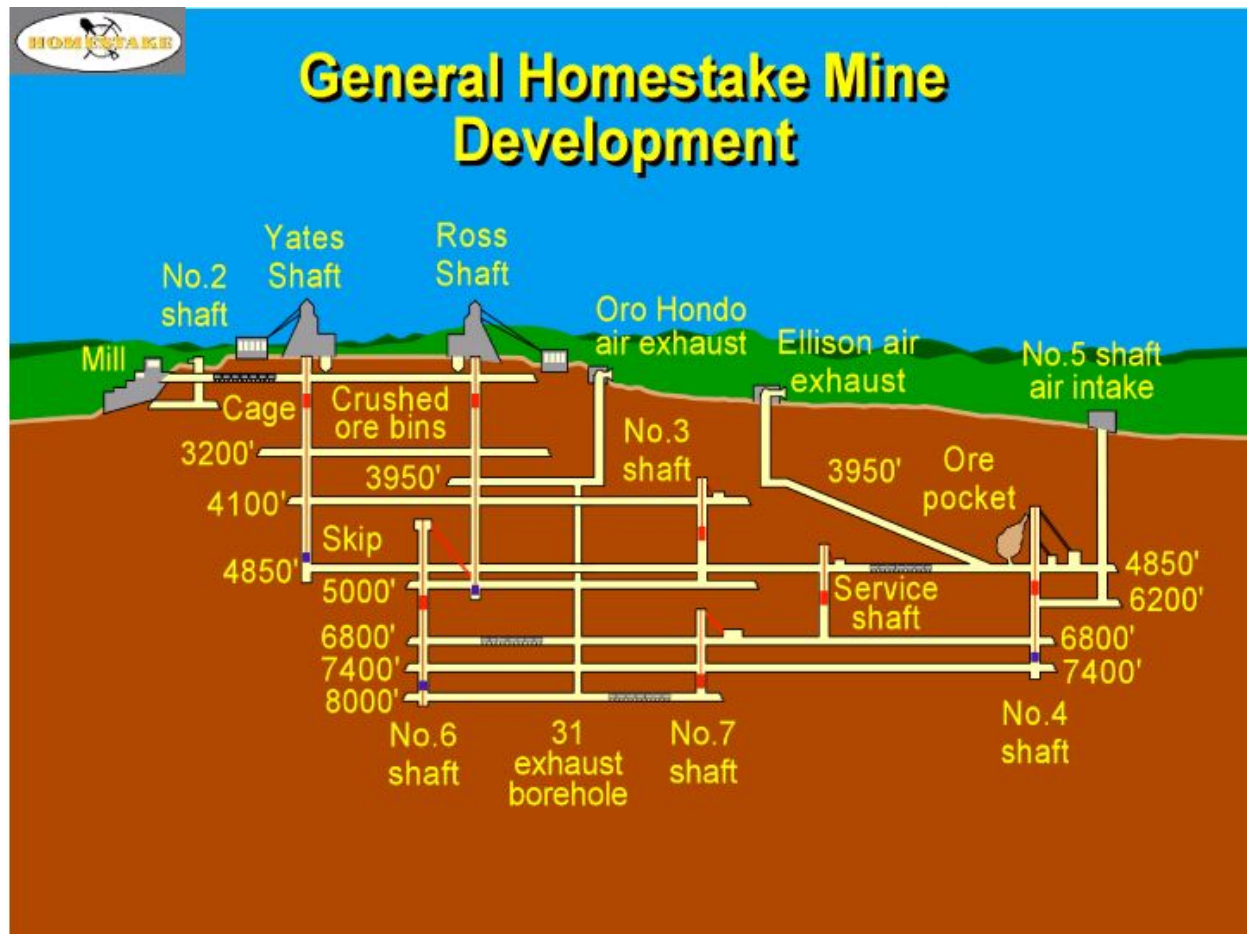 HOMESTAKE
General Homestake Mine
Development
Yates
Shaft
Ross
Shaft
No.2
shaft
Oro Hondo
air exhaust
Ellison air
exhaust
No.5 shaft
air intake
Mill
Cage
Crushed
ore bins
No.3
shaft
3200'
3950'
3950'
Ore
pocket
4100'
Skip
4850'
5000'
4850'
Service
shaft
6200'
6800'
6800'
7400'
7400'
8000'
No.6
shaft
31
exhaust
borehole
No.7
shaft
No.4
shaft